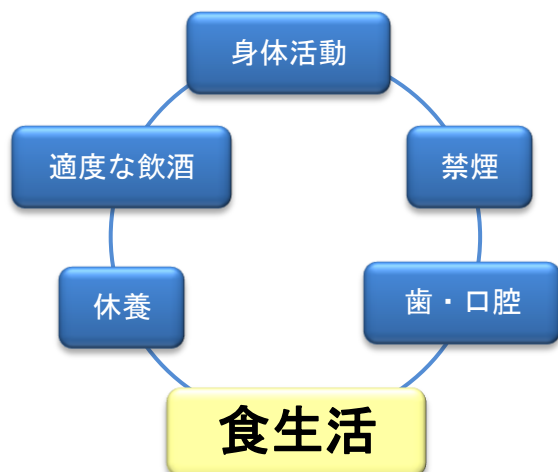 身体活動
適度な飲酒
禁煙
休養
歯・口腔
食生活